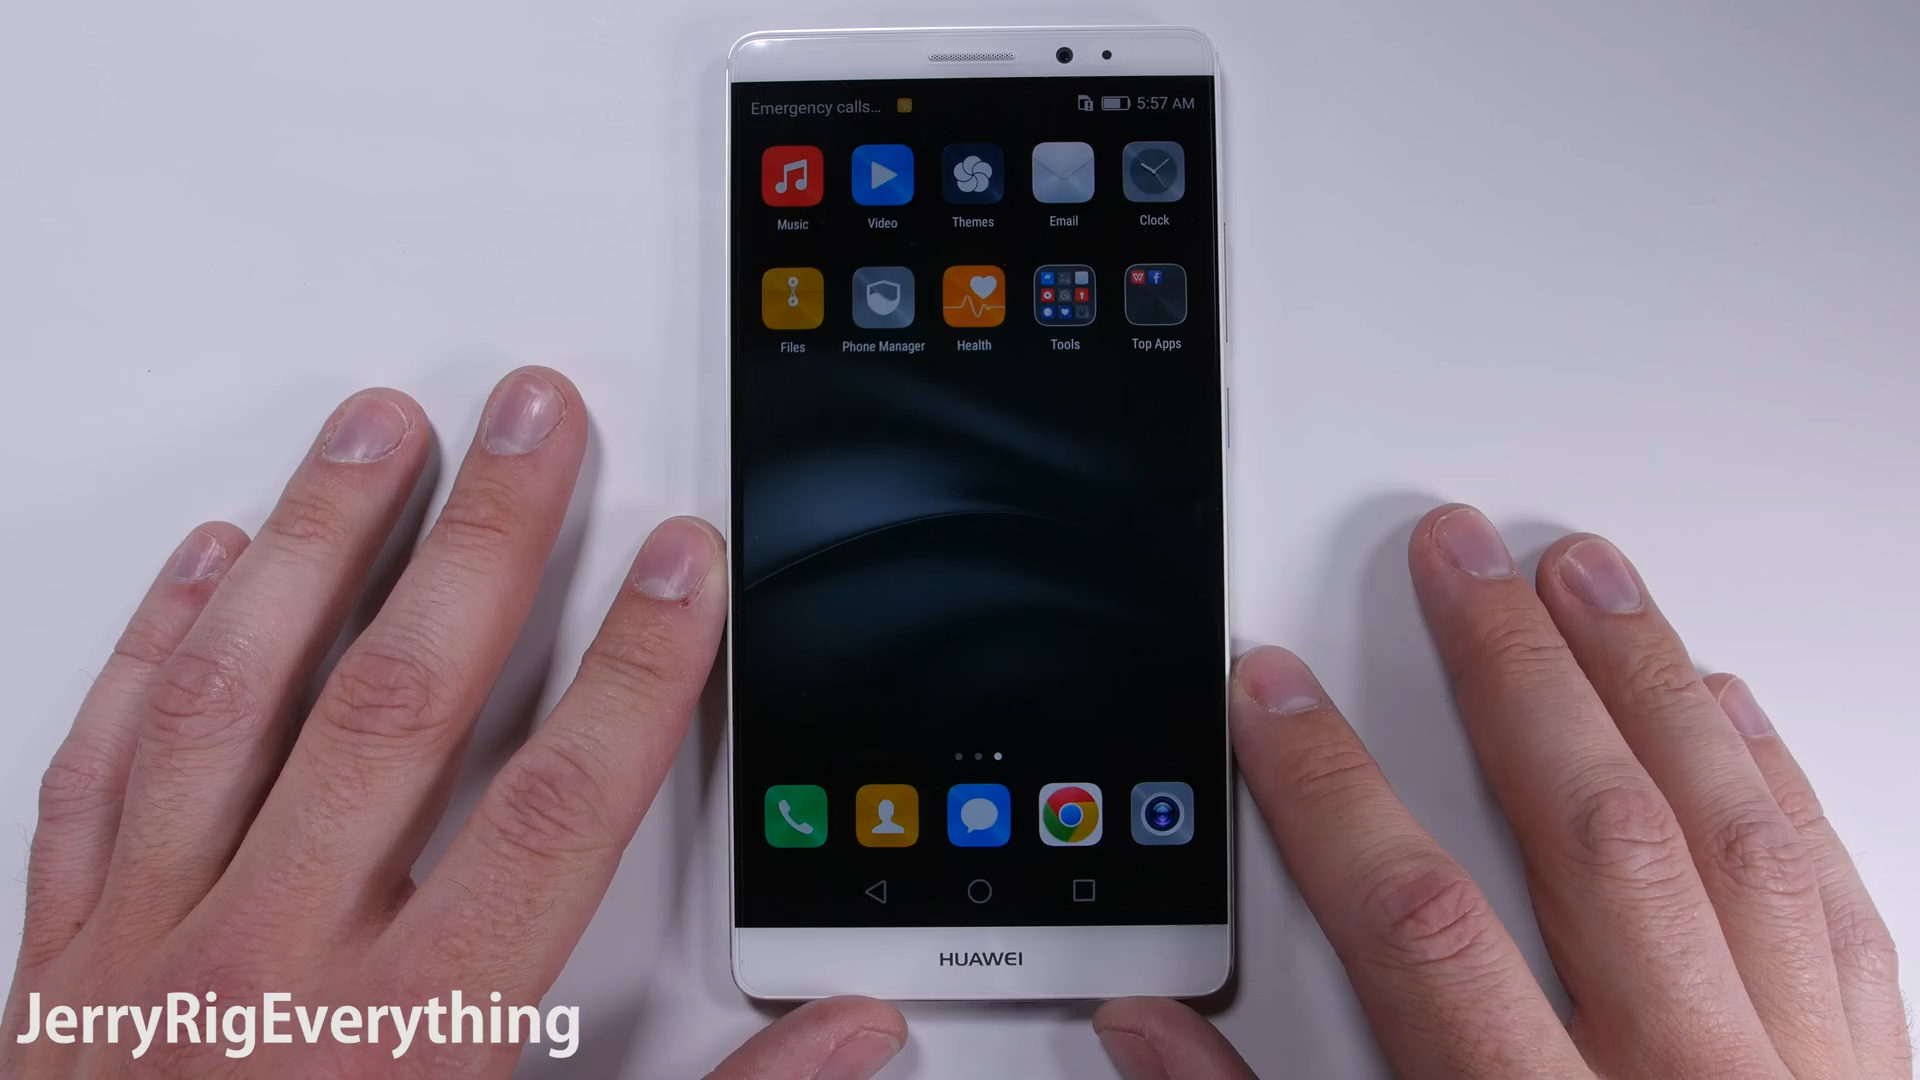 Emergency calls... 5:57 AM
Music Video Themes Email Clock
Files Phone Manager Health Tools Top Apps
HUAWEI
JerryRigEverything